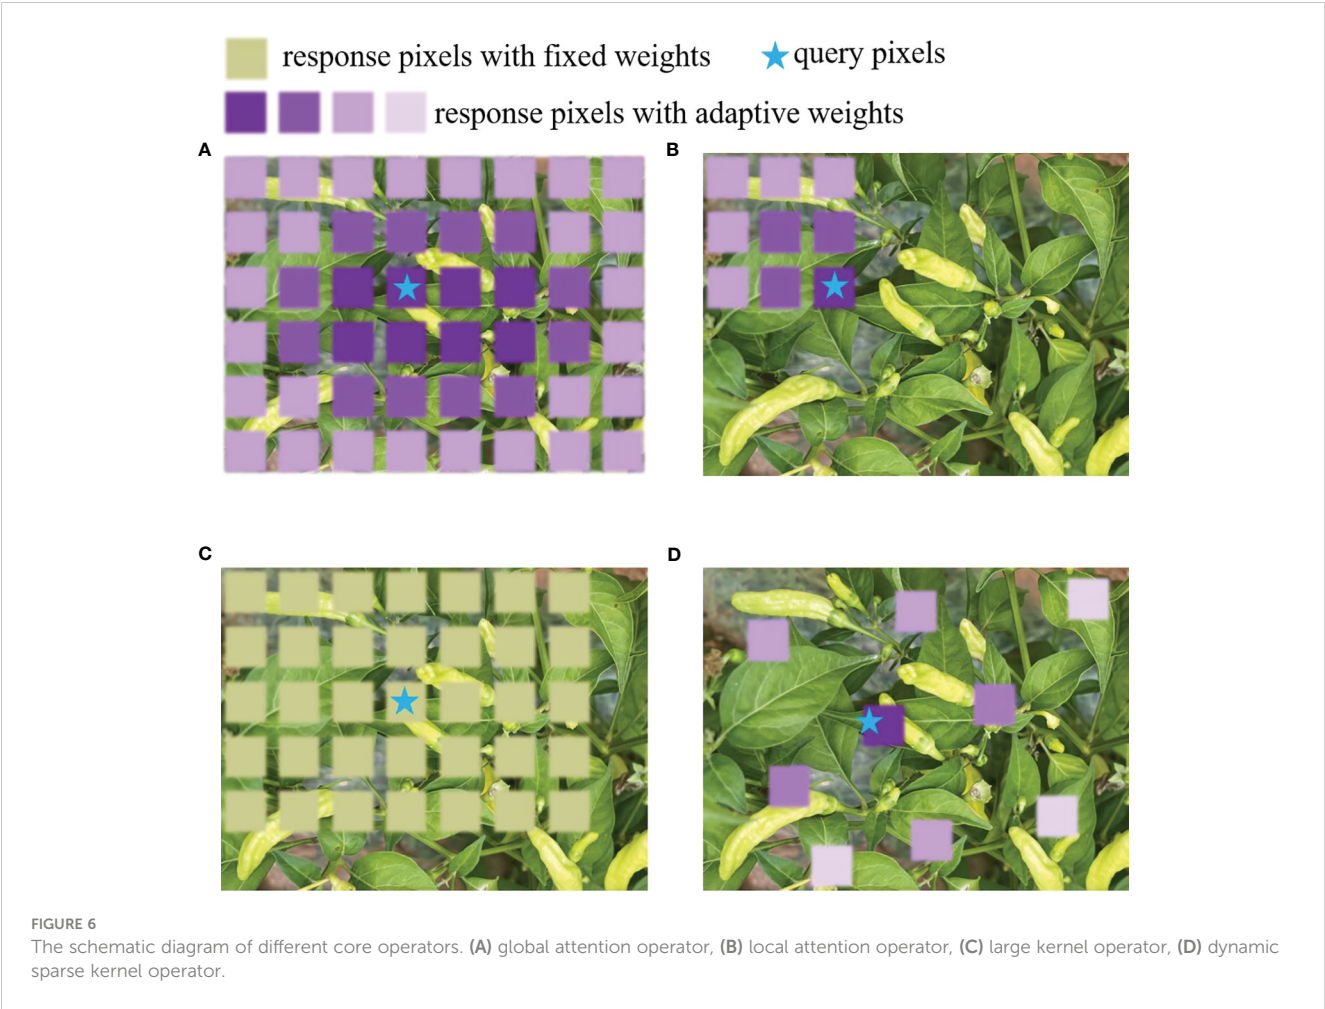 response pixels with fixed weights
query pixels
response pixels with adaptive weights
A
B
C
D
FIGURE 6
The schematic diagram of different core operators. (A) global attention operator, (B) local attention operator, (C) large kernel operator, (D) dynamic
sparse kernel operator.